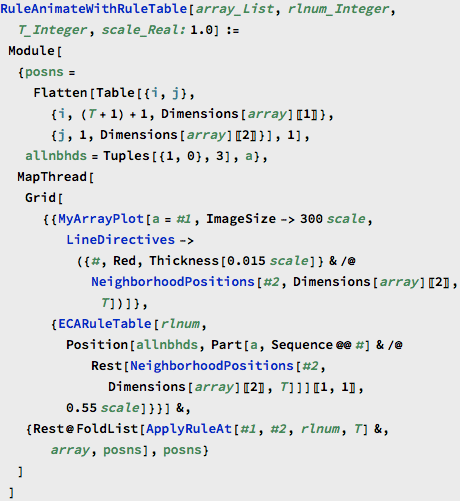 RuleAnimateWithRuleTable[array_List, rlnum_Integer,
T_Integer, scale_Real: 1.0] :=
Module[
{posns =
Flatten[Table[{i, j},
{i, (T + 1) + 1, Dimensions[array]〚1〛},
{j, 1, Dimensions[array]〚2〛}], 1],
allnbhds = Tuples[{1, 0}, 3], a},
MapThread[
Grid[
{{MyArrayPlot[a = #1, ImageSize -> 300 scale,
LineDirectives ->
({#, Red, Thickness[0.015 scale]} & /@
NeighborhoodPositions[#2, Dimensions[array]〚2〛,
T])]},
{ECARuleTable[rlnum,
Position[allnbhds, Part[a, Sequence @@ #] & /@
Rest[NeighborhoodPositions[#2,
Dimensions[array]〚2〛, T]]]〚1, 1〛,
0.55 scale]}}] &,
{Rest@FoldList[ApplyRuleAt[#1, #2, rlnum, T] &,
array, posns], posns}
]
]